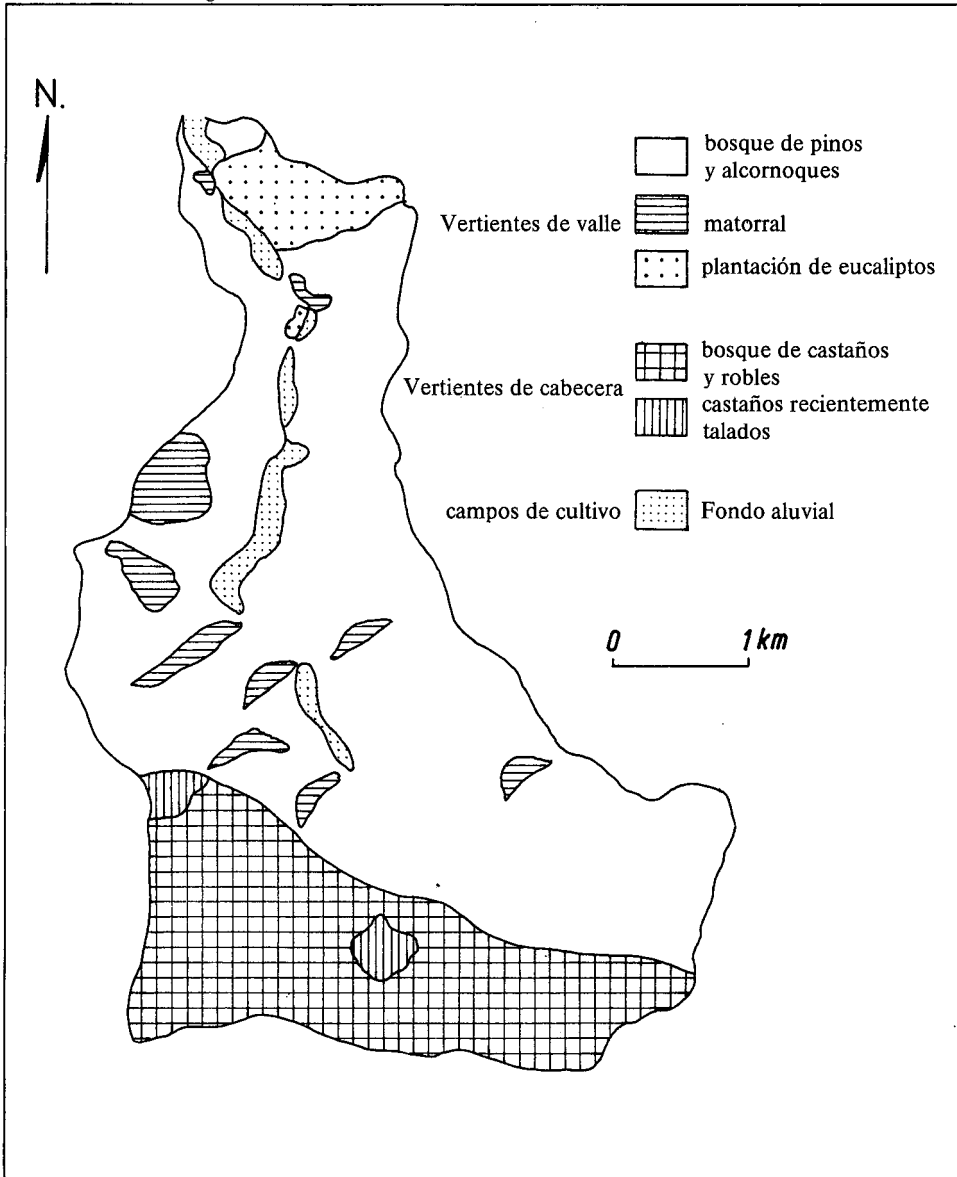 N.
bosque de pinos
y alcornoques
Vertientes de valle
matorral
plantación de eucaliptos
bosque de castaños
y robles
Vertientes de cabecera
castaños recientemente
talados
campos de cultivo
Fondo aluvial
0 1 km